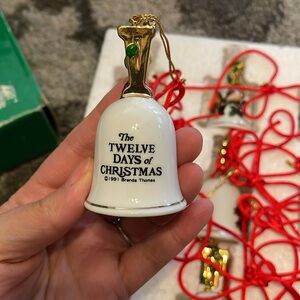 The
TWELVE
DAYS of
CHRISTMAS
©1991 Brenda Thomas